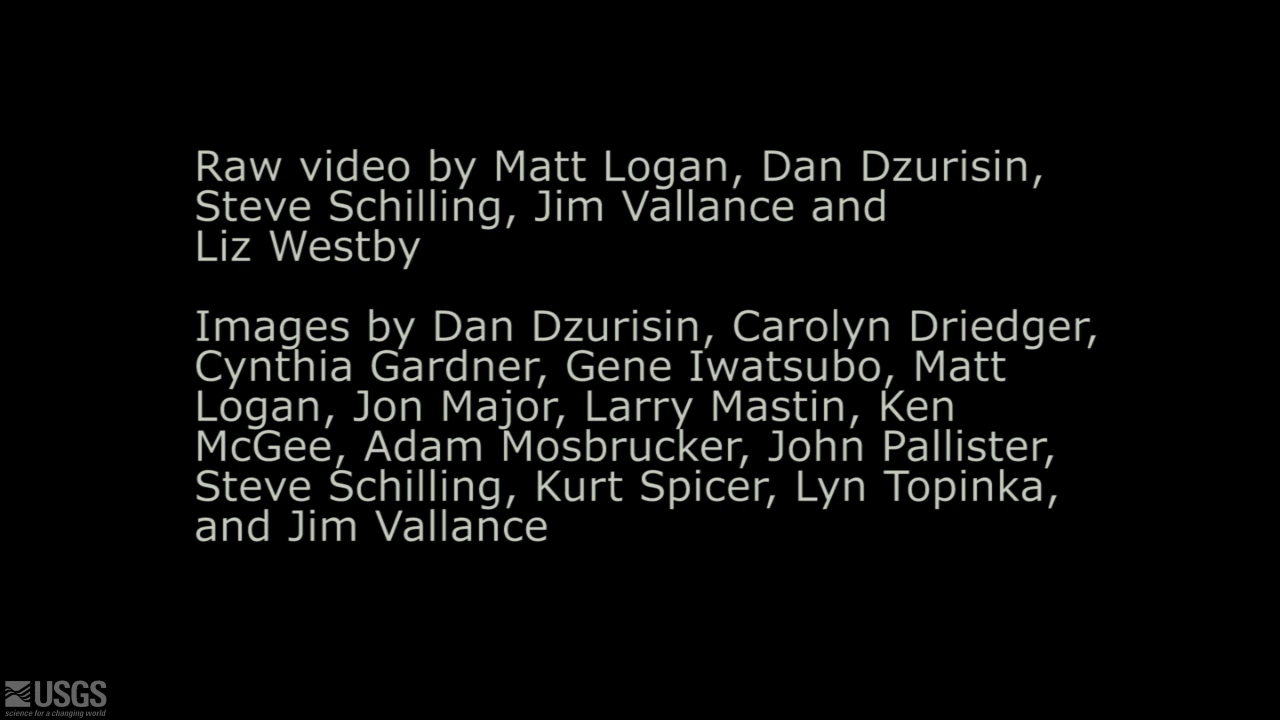 Raw video by Matt Logan, Dan Dzurisin,
Steve Schilling, Jim Vallance and
Liz Westby
Images by Dan Dzurisin, Carolyn Driedger,
Cynthia Gardner, Gene Iwatsubo, Matt
Logan, Jon Major, Larry Mastin, Ken
McGee, Adam Mosbrucker, John Pallister,
Steve Schilling, Kurt Spicer, Lyn Topinka,
and Jim Vallance
USGS
science for a changing world